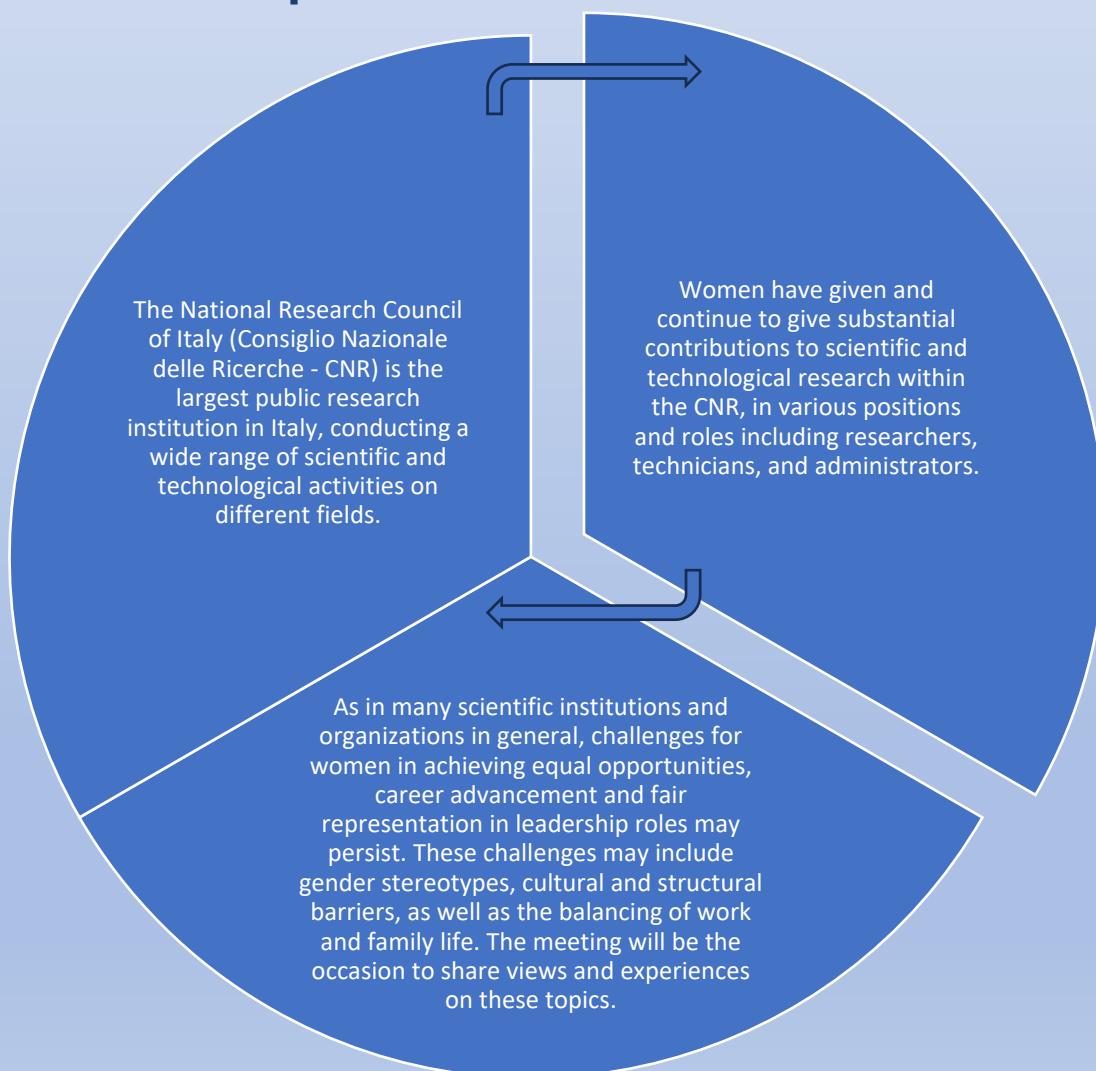 The National Research Council
of Italy (Consiglio Nazionale
delle Ricerche - CNR) is the
largest public research
institution in Italy, conducting a
wide range of scientific and
technological activities on
different fields.
Women have given and
continue to give substantial
contributions to scientific and
technological research within
the CNR, in various positions
and roles including researchers,
technicians, and administrators.
As in many scientific institutions and
organizations in general, challenges for
women in achieving equal opportunities,
career advancement and fair
representation in leadership roles may
persist. These challenges may include
gender stereotypes, cultural and structural
barriers, as well as the balancing of work
and family life. The meeting will be the
occasion to share views and experiences
on these topics.